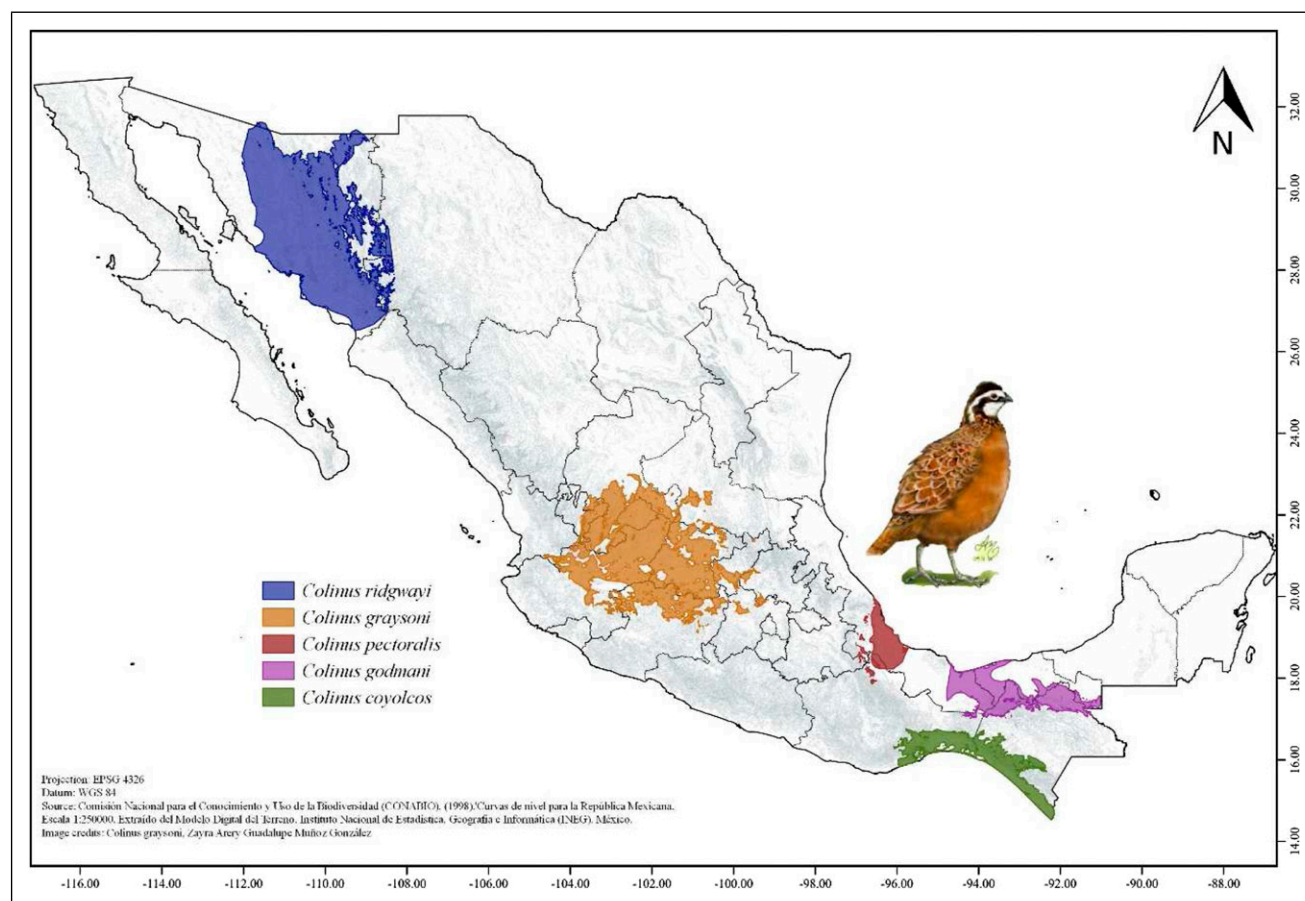 N
32.00
30.00
28.00
26.00
24.00
22.00
20.00
18.00
16.00
14.00
Colinus ridgwayi
Colinus graysoni
Colinus pectoralis
Colinus godmani
Colinus coyolcos
Projection: EPSG 4326
Datum: WGS 84
Source: Comisión Nacional para el Conocimiento y Uso de la Biodiversidad (CONABIO), (1998).'Curvas de nivel para la República Mexicana.
Escala 1:250000. Extraído del Modelo Digital del Terreno. Instituto Nacional de Estadística, Geografía e Informática (INEG). México.
Image credits: Colinus graysoni, Zayra Arery Guadalupe Muñoz González
-116.00 -114.00 -112.00 -110.00 -108.00 -106.00 -104.00 -102.00 -100.00 -98.00 -96.00 -94.00 -92.00 -90.00 -88.00